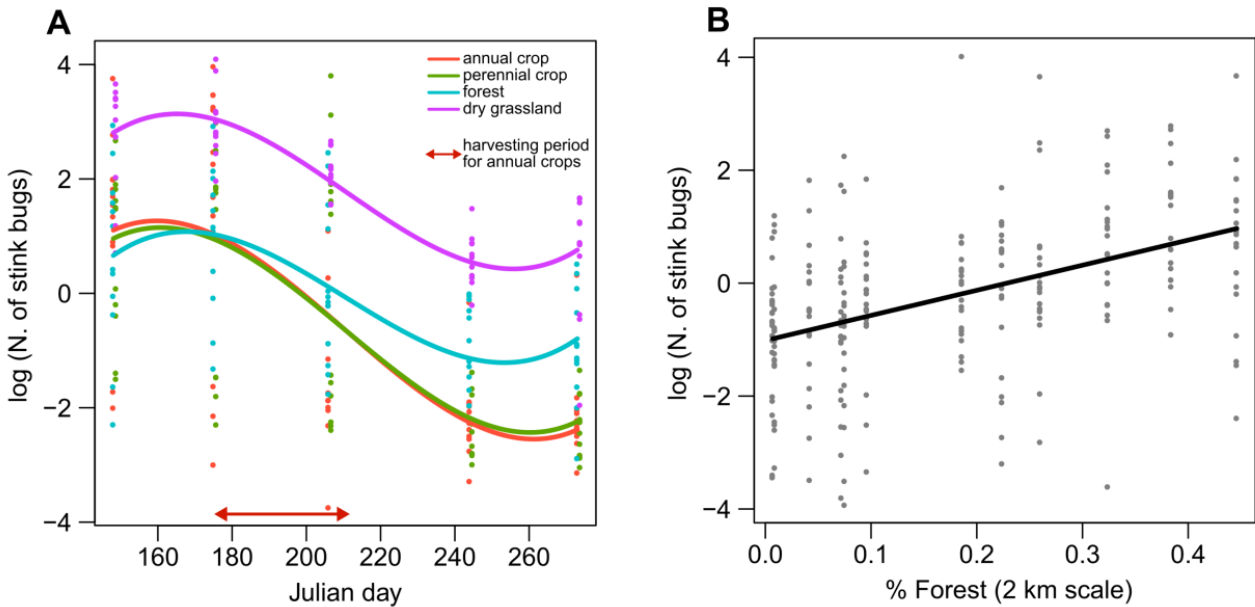 A
annual crop
perennial crop
forest
dry grassland
harvesting period
for annual crops
4
2
0
−2
−4
log (N. of stink bugs)
160
180
200
220
240
260
Julian day
B
4
2
0
−2
−4
log (N. of stink bugs)
0.0
0.1
0.2
0.3
0.4
% Forest (2 km scale)